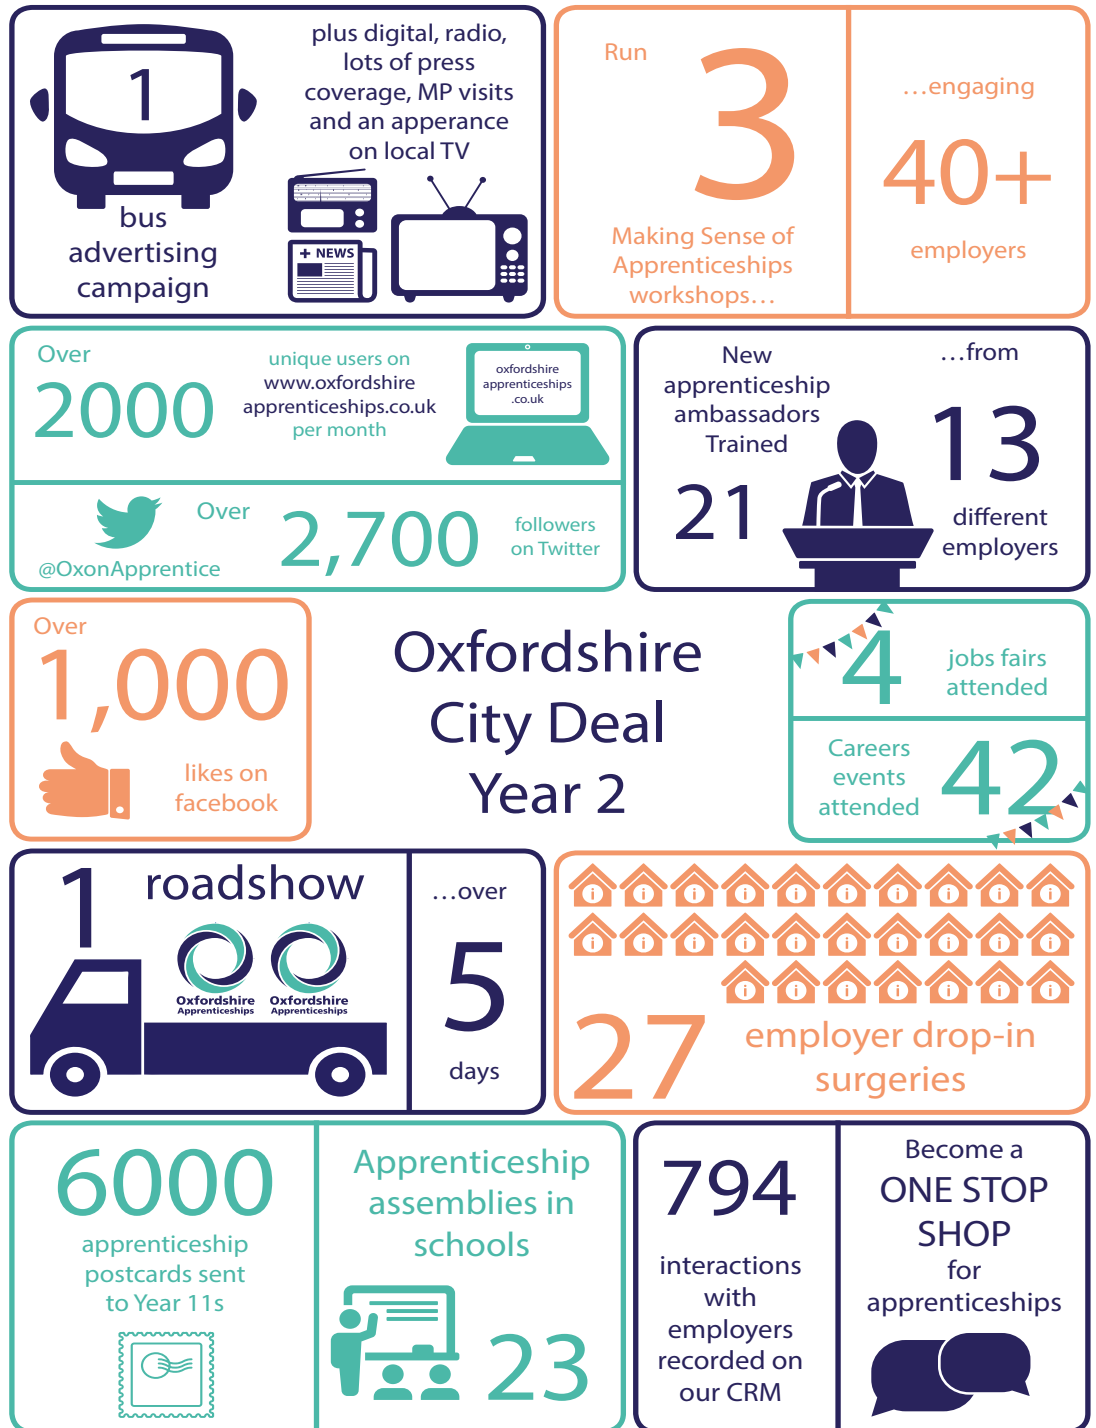 1
bus
advertising
campaign
plus digital, radio,
lots of press
coverage, MP visits
and an apperance
on local TV
+ NEWS
Run
3
Making Sense of
Apprenticeships
workshops…
…engaging
40+
employers
Over
2000
unique users on
www.oxfordshire
apprenticeships.co.uk
per month
oxfordshire
apprenticeships
.co.uk
@OxonApprentice
Over
2,700
followers
on Twitter
New
apprenticeship
ambassadors
Trained
21
…from
13
different
employers
Over
1,000
likes on
facebook
Oxfordshire
City Deal
Year 2
4
jobs fairs
attended
Careers
events
attended
42
1 roadshow
Oxfordshire
Apprenticeships
Oxfordshire
Apprenticeships
…over
5
days
i i i i i i i i i i
i i i i i i i i i i
i i i i i i i
27
employer drop-in
surgeries
6000
apprenticeship
postcards sent
to Year 11s
Apprenticeship
assemblies in
schools
23
794
interactions
with
employers
recorded on
our CRM
Become a
ONE STOP
SHOP
for
apprenticeships